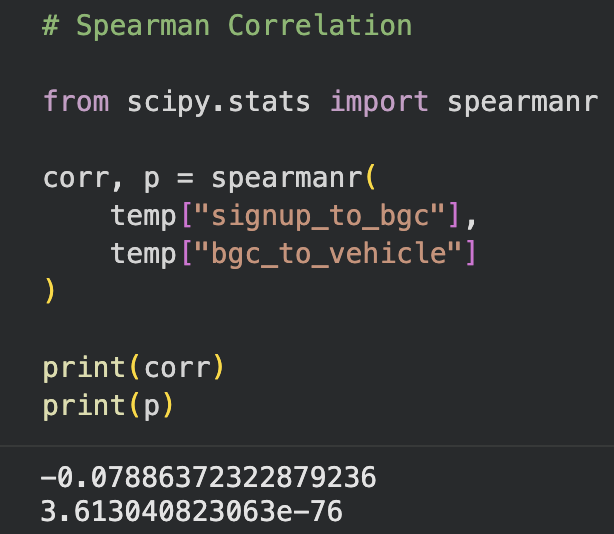 # Spearman Correlation
from scipy.stats import spearmanr
corr, p = spearmanr(
    temp["signup_to_bgc"],
    temp["bgc_to_vehicle"]
)
print(corr)
print(p)
-0.07886372322879236
3.613040823063e-76